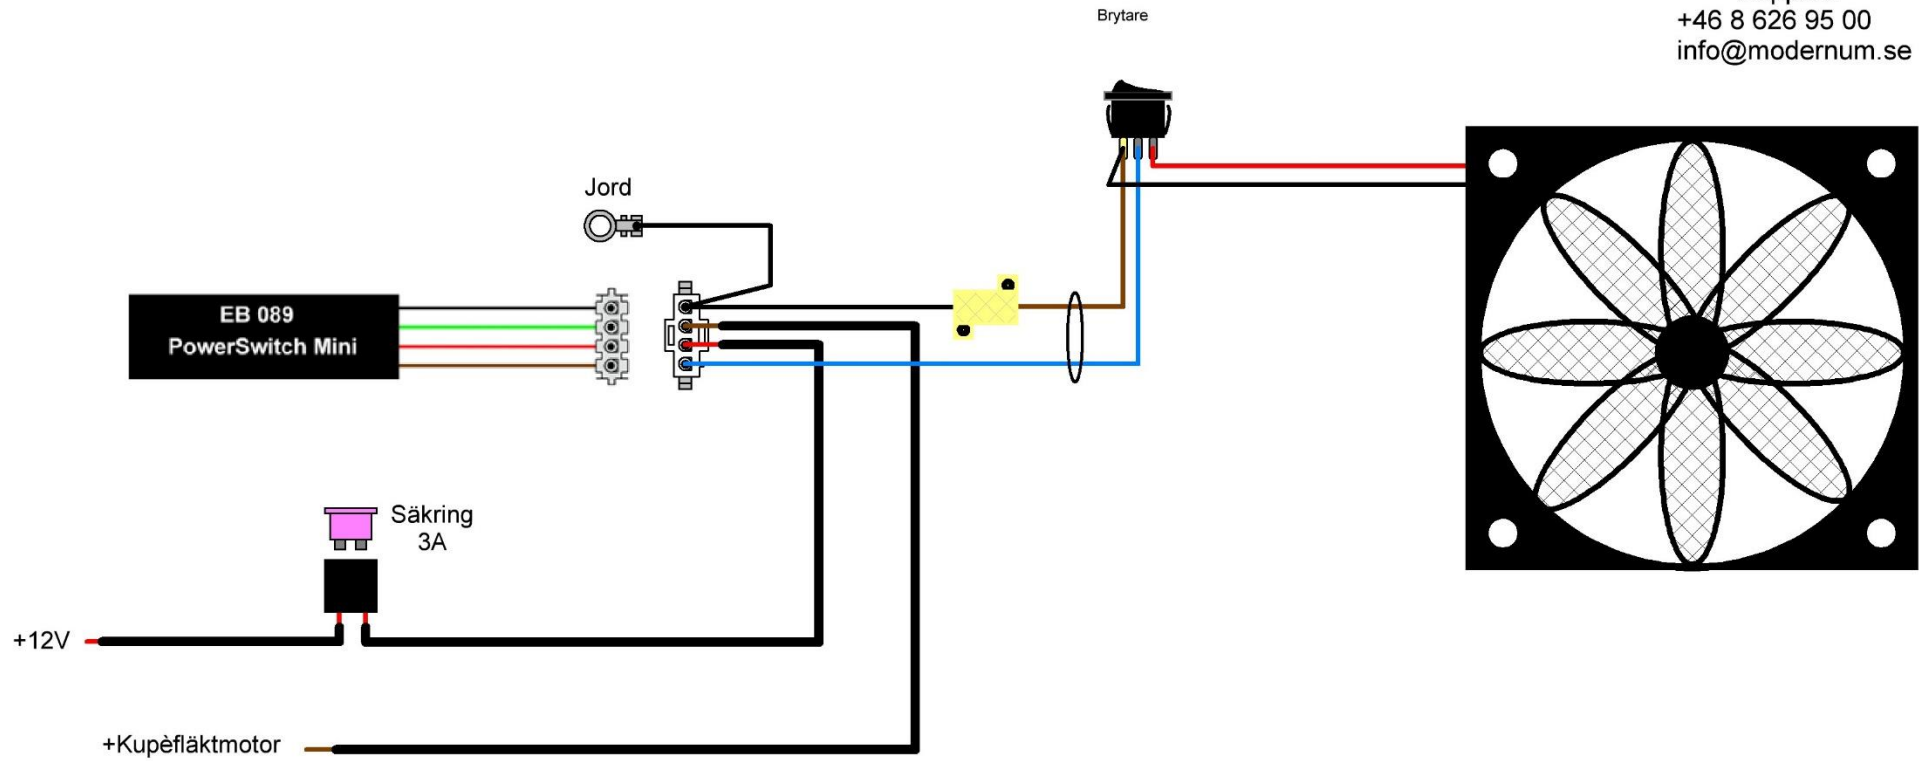 Brytare
+46 8 626 95 00
info@modernum.se
Jord
EB 089
PowerSwitch Mini
Säkring
3A
+12V
+Kupèfläktmotor